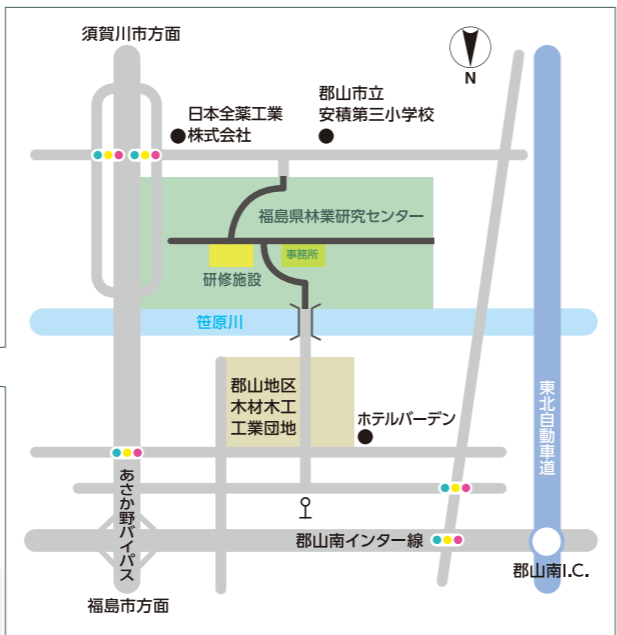 須賀川市方面
N
郡山市立
安積第三小学校
日本全薬工業
株式会社
福島県林業研究センター
事務所
研修施設
笹原川
郡山地区
木材木工
工業団地
ホテルバーデン
東北自動車道
あさか野バイパス
郡山南インター線
郡山南I.C.
福島市方面